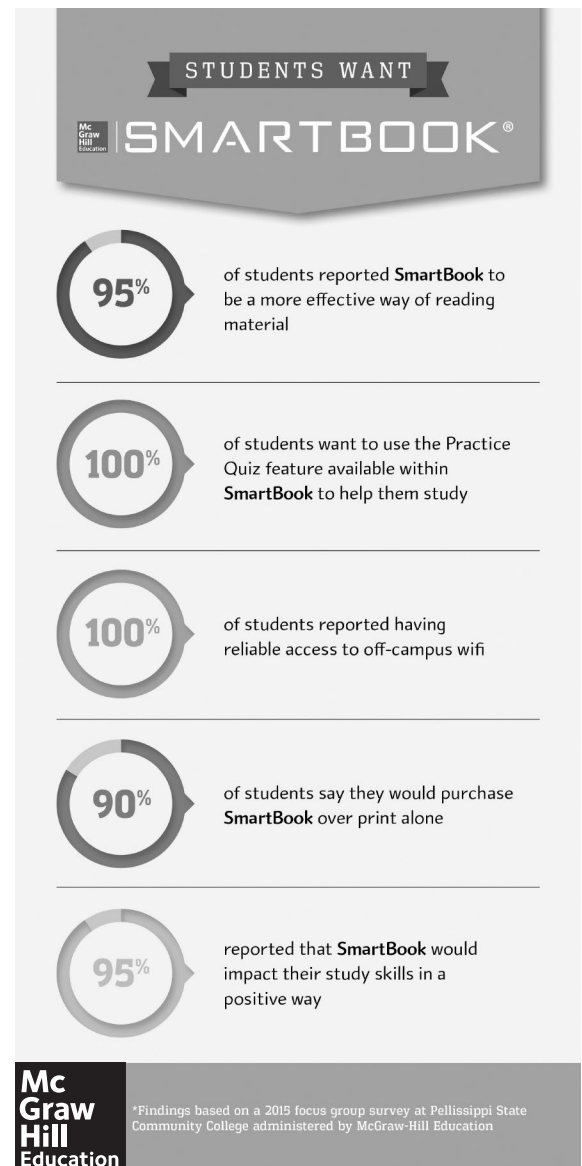 STUDENTS WANT
Mc
Graw
Hill
Education
SMARTBOOK®
95%
of students reported SmartBook to
be a more effective way of reading
material
100%
of students want to use the Practice
Quiz feature available within
SmartBook to help them study
100%
of students reported having
reliable access to off-campus wifi
90%
of students say they would purchase
SmartBook over print alone
95%
reported that SmartBook would
impact their study skills in a
positive way
Mc
Graw
Hill
Education
*Findings based on a 2015 focus group survey at Pellissippi State
Community College administered by McGraw-Hill Education